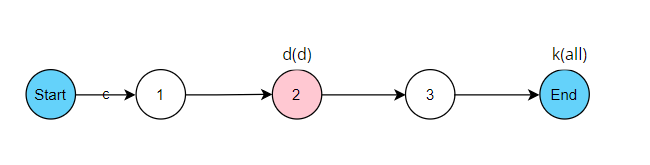 d(d)
k(all)
Start
c
1
2
3
End